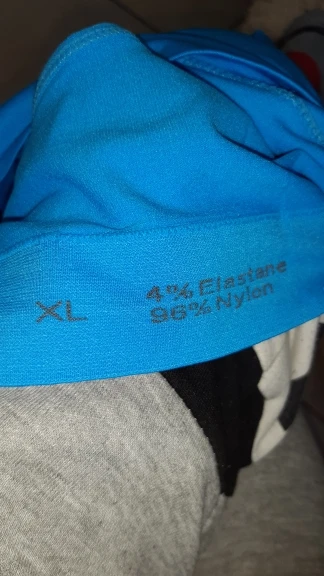 XL
4% Elastane
96% Nylon